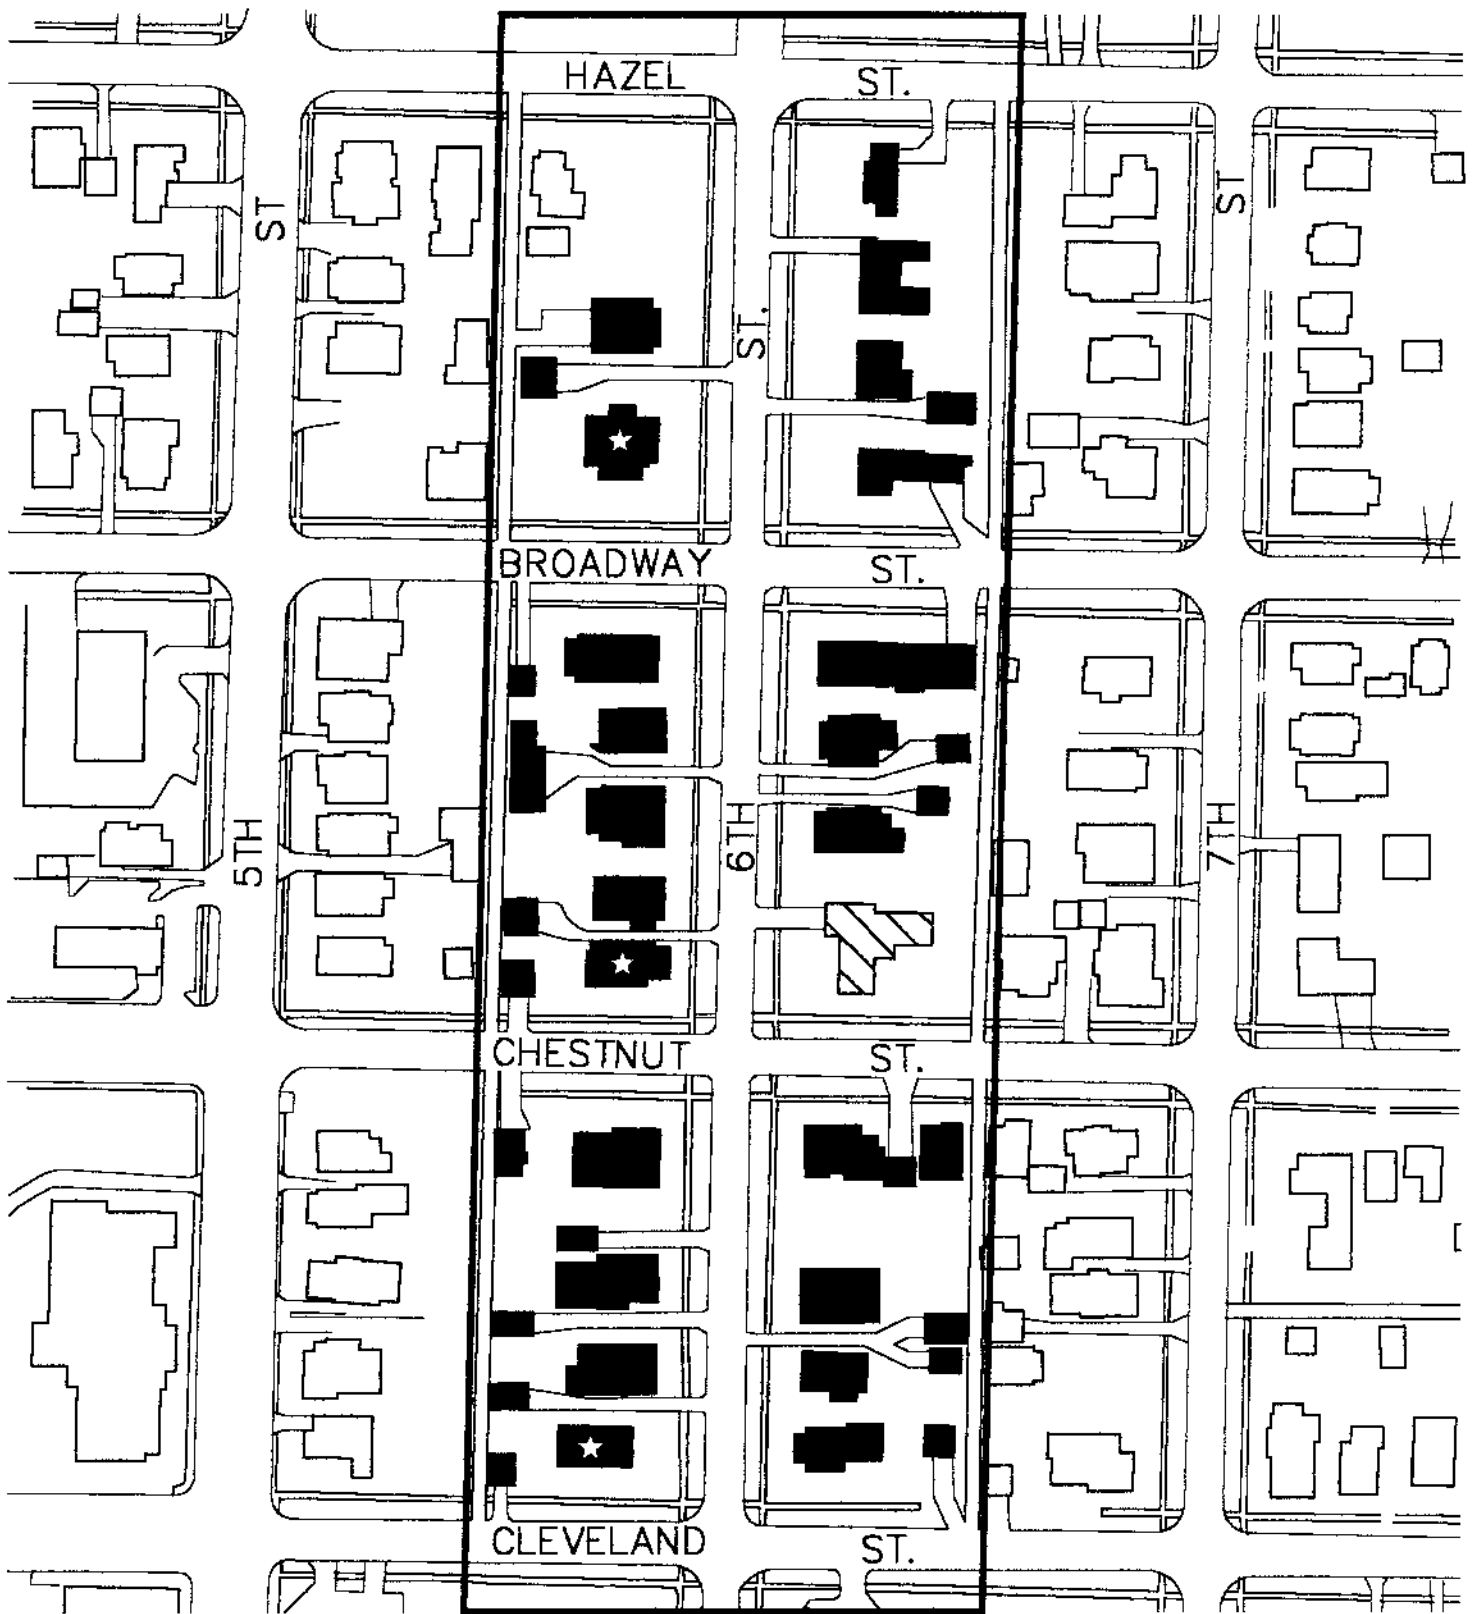 HAZEL ST.
ST
ST
ST.
BROADWAY ST.
5TH
6TH
7TH
CHESTNUT ST.
CLEVELAND ST.